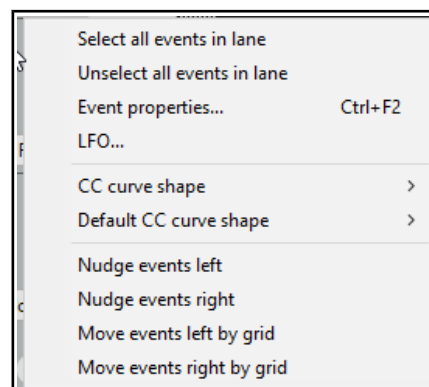 Select all events in lane
Unselect all events in lane
Event properties... Ctrl+F2
LFO...
CC curve shape
Default CC curve shape
Nudge events left
Nudge events right
Move events left by grid
Move events right by grid